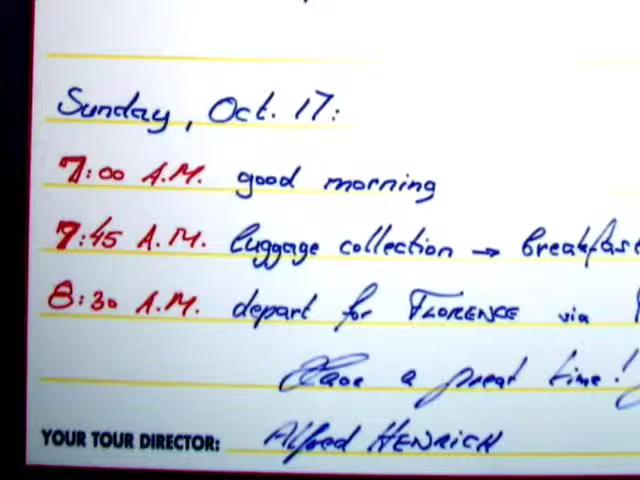 Sunday, Oct. 17:
7:00 A.M. good morning
7:45 A.M. luggage collection → breakfast
8:30 A.M. depart for FLORENCE via
Have a great time!
YOUR TOUR DIRECTOR: Alfred HENRICH